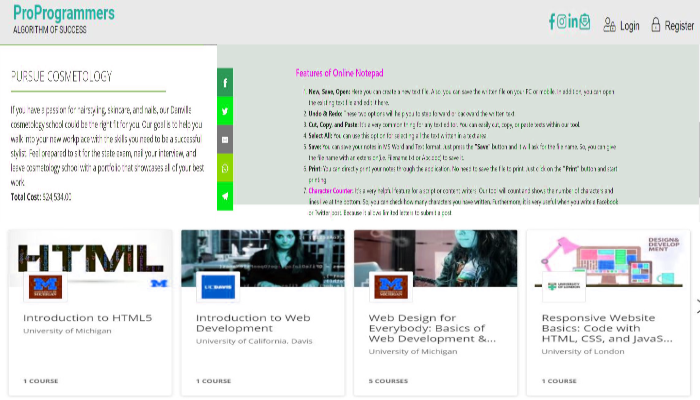 ProProgrammers
ALGORITHM OF SUCCESS
Login
Register
PURSUE COSMETOLOGY
If you have a passion for hairstyling, skincare, and nails, our Danville
cosmetology school could be the right fit for you. Our goal is to help you
walk into your new workplace with the skills you need to be a successful
stylist. Feel prepared to sit for the state exam, nail your interview, and
leave cosmetology school with a portfolio that showcases all of your best
work.
Total Cost: $24,534.00
Features of Online Notepad
1. New, Save, Open: Here you can create a new text file. Also, you can save the written file on your PC or mobile. In addition, you can open
the existing text file and edit it here.
2. Undo & Redo: These two options will help you to step forward or backward the written text.
3. Cut, Copy, and Paste: It's a very common thing for any text editor. You can easily cut, copy, or paste texts within our tool.
4. Select All: You can use this option for selecting all the text written in a text area
5. Save: You can save your notes in MS Word and Text format. Just press the "Save" button and it will ask for the file name. So, you can give
the file name with an extension(i.e. Filename.txt or Abc.doc) to save it.
6. Print: You can directly print your notes through the application. No need to save the file to print. Just click on the "Print" button and start
printing.
7. Character Counter: It's a very helpful feature for a script or content writers. Our tool will count and shows the number of characters and
lines live at the bottom. So, you can check how many characters you have written. Furthermore, it is very useful when you write a Facebook
or Twitter post. Because it allows limited letters to submit a post
HTML
MICHIGAN
Introduction to HTML5
University of Michigan
1 COURSE
UC DAVIS
Introduction to Web
Development
University of California, Davis
1 COURSE
MICHIGAN
Web Design for
Everybody: Basics of
Web Development &...
University of Michigan
5 COURSES
DESIGN&
DEVELOP
MENT
UNIVERSITY
OF LONDON
Responsive Website
Basics: Code with
HTML, CSS, and JavaS...
University of London
1 COURSE